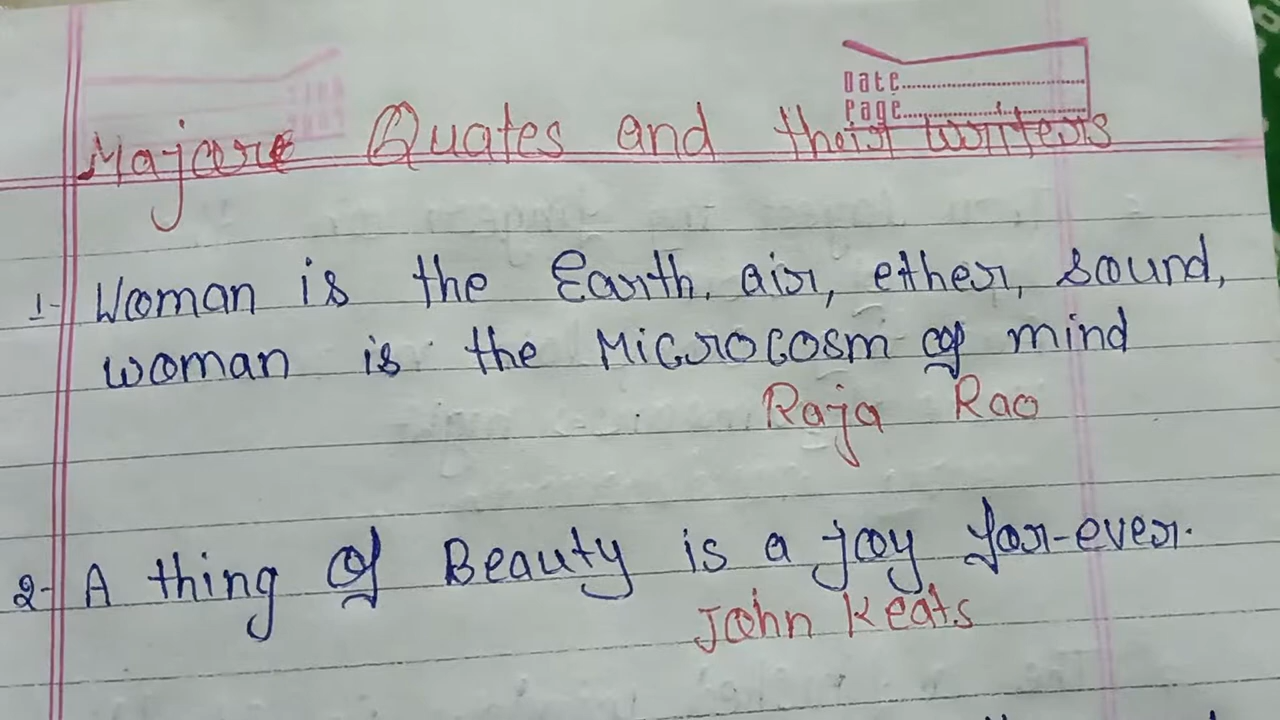 Date
Page
Majore Quates and their writers
1- Woman is the Earth, air, ether, sound,
woman is the Microcosm of mind
Raja Rao
2- A thing Of Beauty is a joy for-ever.
John Keats